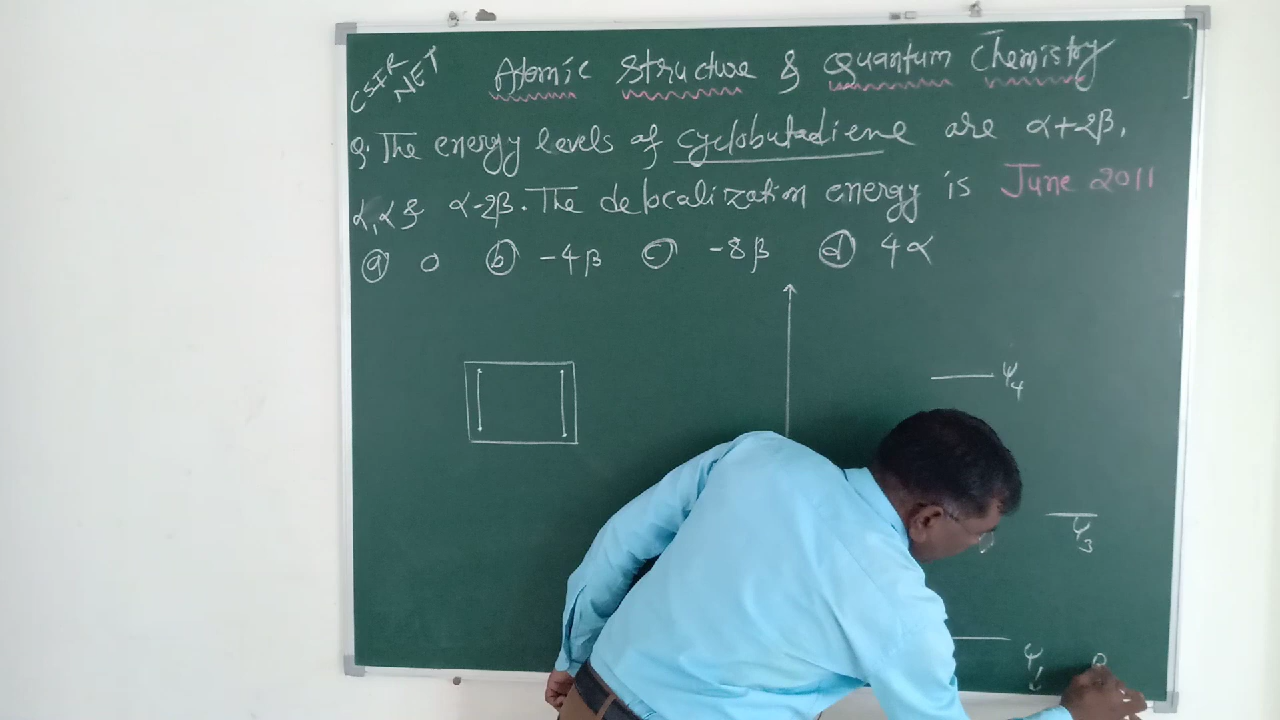 CSIR NET
Atomic Structure & Quantum Chemistry
Q. The energy levels of cyclobutadiene are α+2β,
α, α & α-2β. The delocalization energy is June 2011
(a) 0 (b) -4β (c) -8β (d) 4α
ψ4
ψ3
ψ1